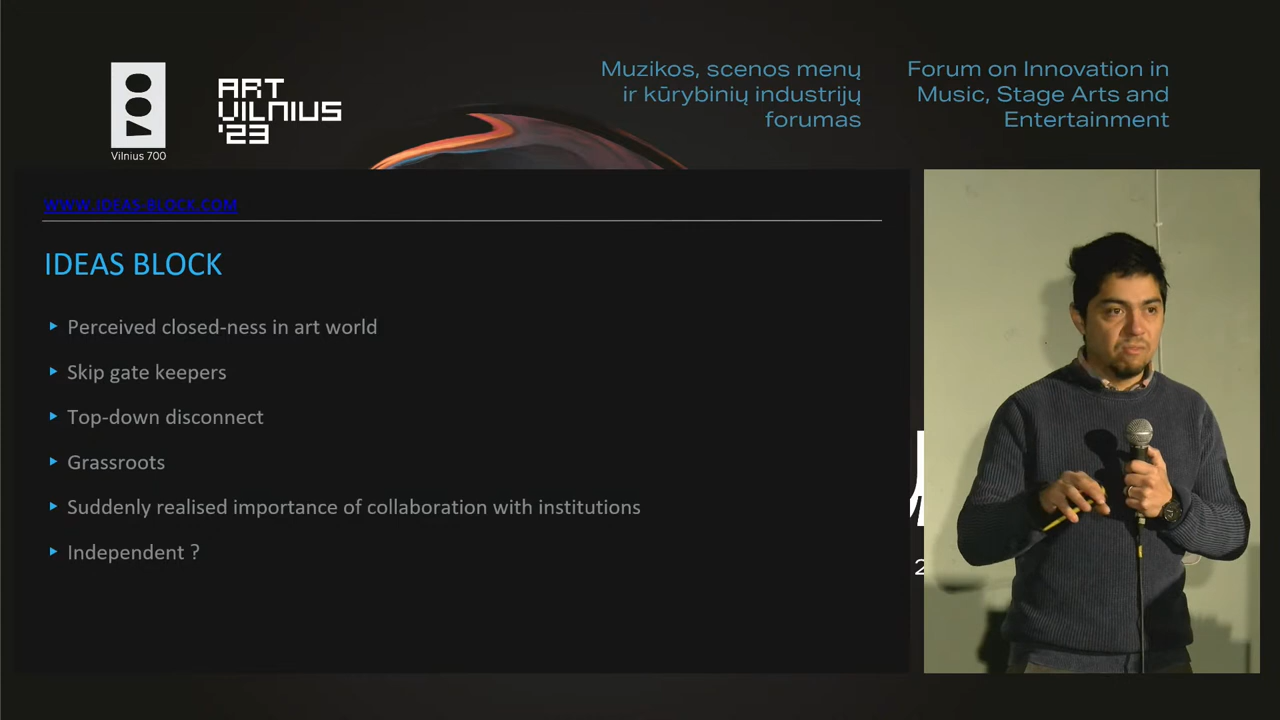 Vilnius 700
ART
VILNIUS
'23
Muzikos, scenos menų
ir kūrybinių industrijų
forumas
Forum on Innovation in
Music, Stage Arts and
Entertainment
WWW.IDEAS-BLOCK.COM
IDEAS BLOCK
Perceived closed-ness in art world
Skip gate keepers
Top-down disconnect
Grassroots
Suddenly realised importance of collaboration with institutions
Independent ?